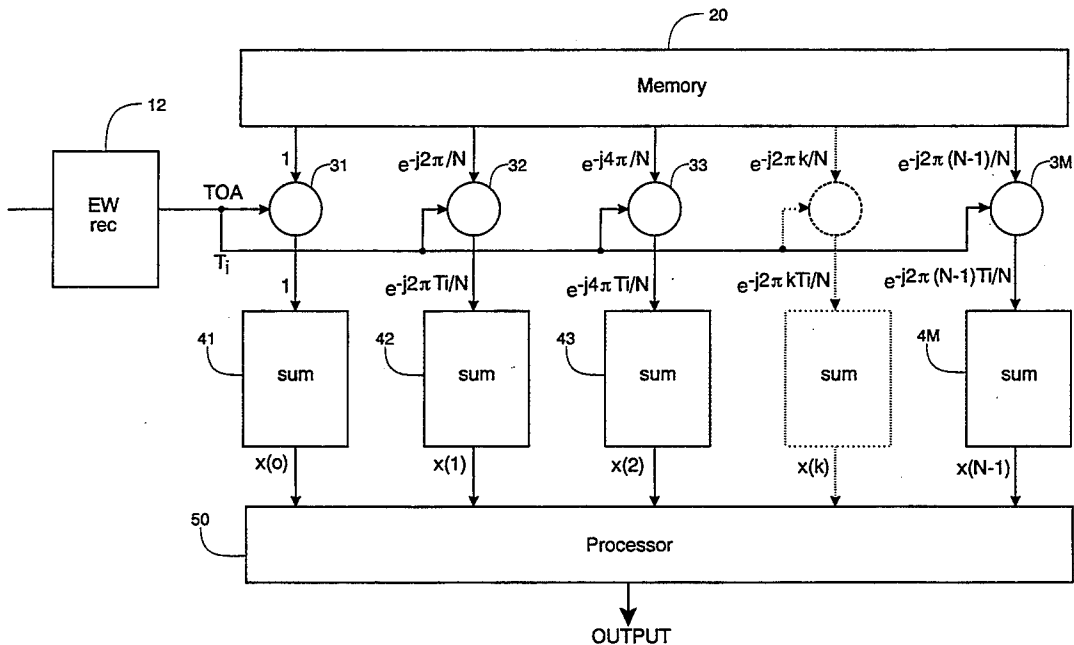 20
Memory
12
EW
rec
TOA
Ti
1
e-j2π/N
e-j4π/N
e-j2πk/N
e-j2π(N-1)/N
31
32
33
3M
1
e-j2πTi/N
e-j4πTi/N
e-j2πkTi/N
e-j2π(N-1)Ti/N
41
sum
42
sum
43
sum
sum
4M
sum
x(o)
x(1)
x(2)
x(k)
x(N-1)
50
Processor
OUTPUT